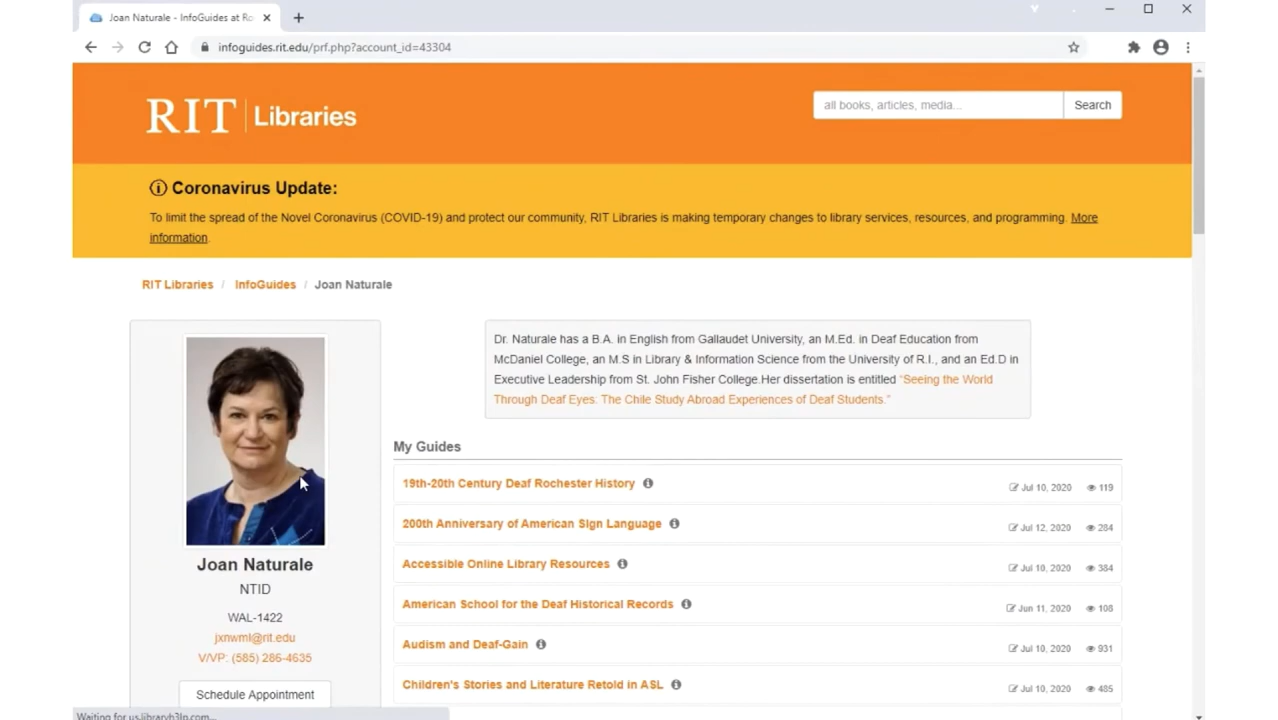 Joan Naturale - InfoGuides at Ro
infoguides.rit.edu/prf.php?account_id=43304
RIT Libraries
all books, articles, media...
Search
Coronavirus Update:
To limit the spread of the Novel Coronavirus (COVID-19) and protect our community, RIT Libraries is making temporary changes to library services, resources, and programming. More
information.
RIT Libraries / InfoGuides / Joan Naturale
Dr. Naturale has a B.A. in English from Gallaudet University, an M.Ed. in Deaf Education from
McDaniel College, an M.S in Library & Information Science from the University of R.I., and an Ed.D in
Executive Leadership from St. John Fisher College.Her dissertation is entitled “Seeing the World
Through Deaf Eyes: The Chile Study Abroad Experiences of Deaf Students.”
My Guides
19th-20th Century Deaf Rochester History Jul 10, 2020 119
200th Anniversary of American SIgn Language Jul 12, 2020 284
Accessible Online Library Resources Jul 10, 2020 384
American School for the Deaf Historical Records Jun 11, 2020 108
Audism and Deaf-Gain Jul 10, 2020 931
Children's Stories and Literature Retold in ASL Jul 10, 2020 485
Joan Naturale
NTID
WAL-1422
jxnwml@rit.edu
V/VP: (585) 286-4635
Schedule Appointment
Waiting for us.libraryh3lp.com...